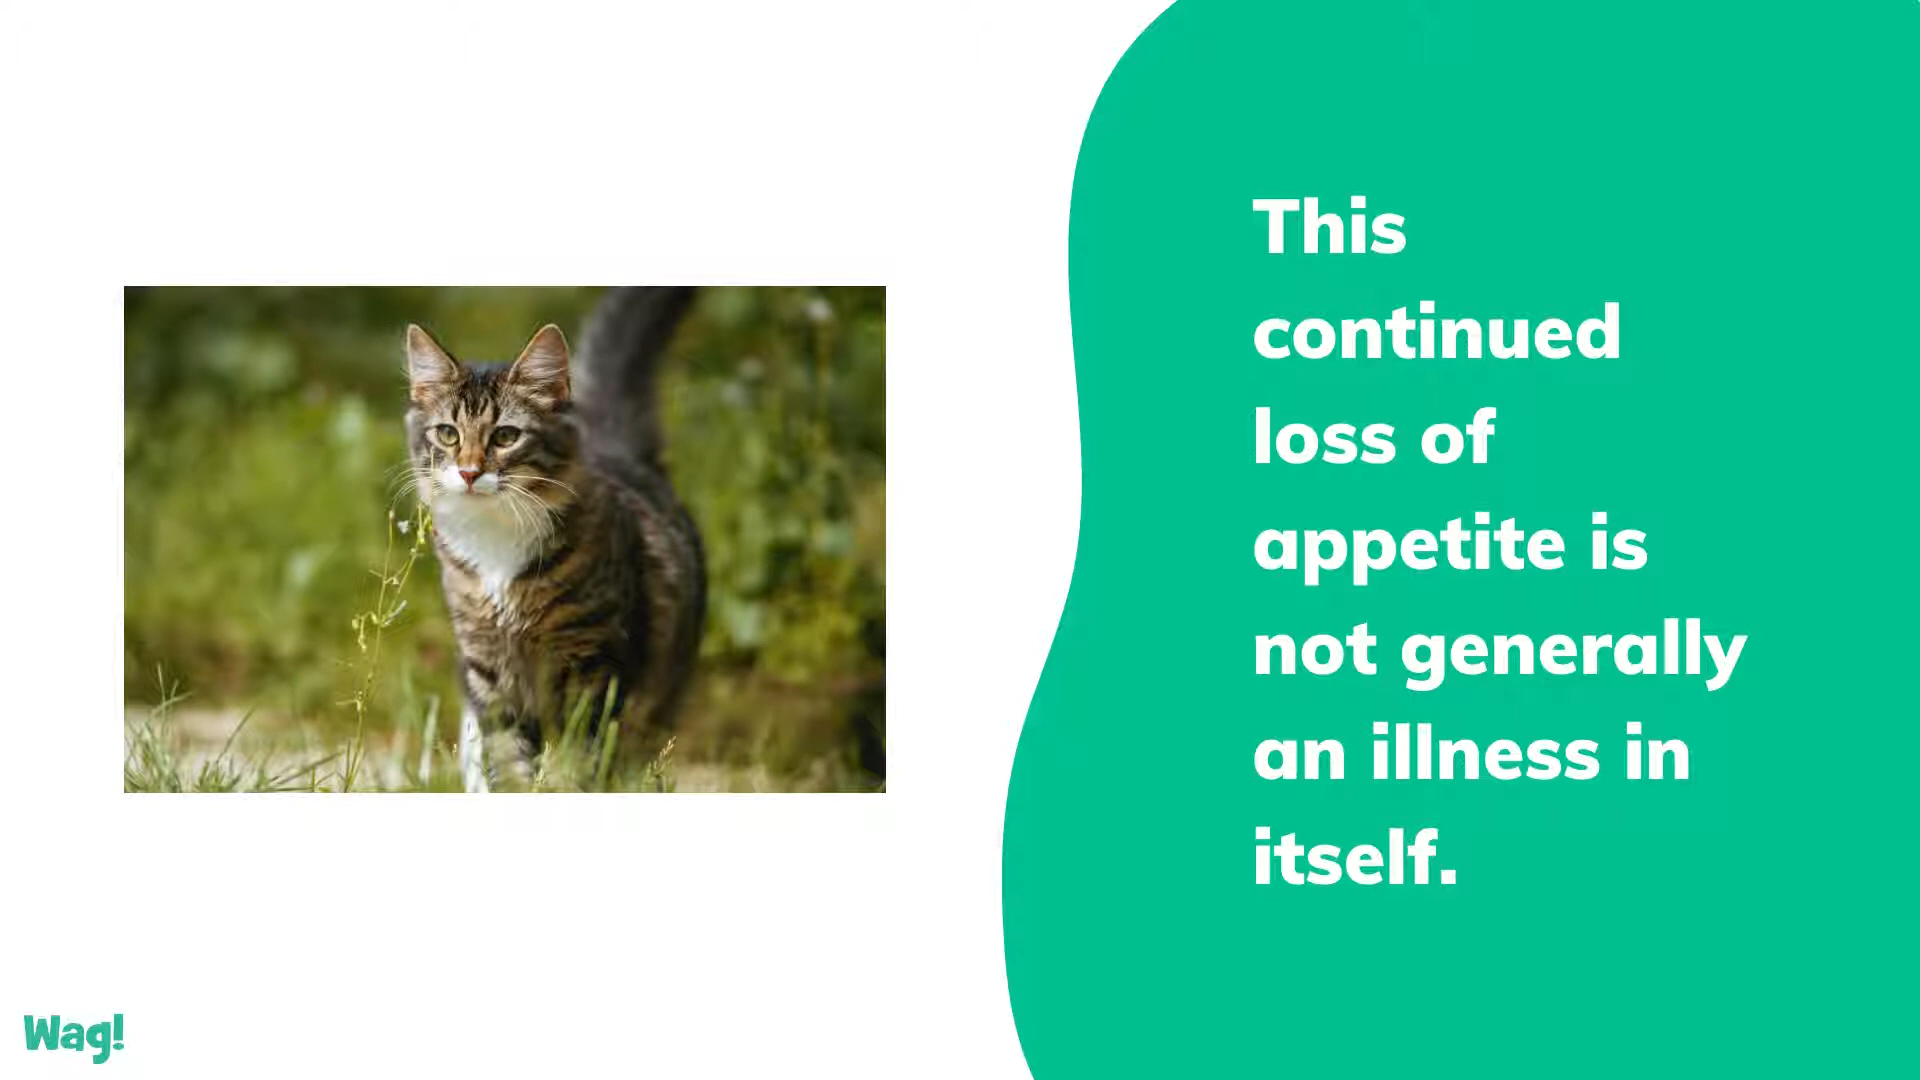 This
continued
loss of
appetite is
not generally
an illness in
itself.
Wag!